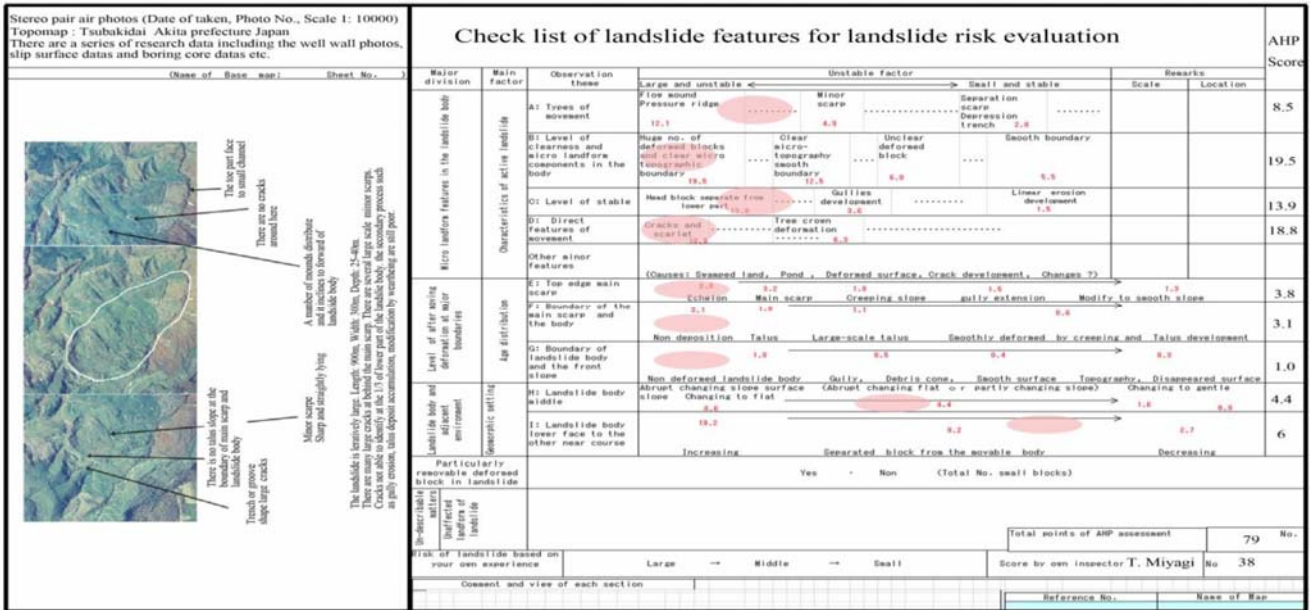 Stereo pair air photos (Date of taken, Photo No., Scale 1: 10000)
Topomap : Tsubakidai Akita prefecture Japan
There are a series of research data including the well wall photos,
slip surface datas and boring core datas etc.
(Name of Base map: Sheet No. )
The toe part face
to small channel
There are no cracks
around here
A number of mounds distribute
and it inclines to forward of
landslide body
There is no talus slope at the
boundary of main scarp and
landslide body
Trench or groove
shape large cracks
Minor scarpe
Sharp and straightly lying
The landslide is leratively large. Length: 900m, Width: 300m, Depth: 25-40m.
There are many large cracks at behind the main scarp. There are several large scale minor scarps,
Cracks not able to identify at the 1/3 of lower part of the landslie body. the secondary process such
as gully erosion, talus deposit accumulation, modification by weartheing are still poor.
Check list of landslide features for landslide risk evaluation
AHP
Score
Major
division
Main
factor
Observation
theme
Unstable factor
Large and unstable <
> Small and stable
Remarks
Scale Location
Micro landform features in the landslide body
Characteristics of active landslide
A: Types of
movement
Flow mound
Pressure ridge
12.1
Minor
scarp
4.9
Separation
scarp
Depression
trench 2.0
8.5
B: Level of
clearness and
micro landform
components in the
body
Huge no. of
deformed blocks
and clear micro
topographic
boundary
19.5
Clear
micro-
topography
smooth
boundary
12.5
Unclear
deformed
block
6.0
Smooth boundary
5.5
19.5
C: Level of stable
Head block separate from
lower part
Gullies
development
3.6
Linear erosion
development
1.5
13.9
D: Direct
features of
movement
Cracks and
scarlet
Tree crown
deformation
6.3
18.8
Other minor
features
(Causes: Swamped land, Pond , Deformed surface, Crack development, Changes ?)
Level of after moving
deformation at major
boundaries
Age distribution
E: Top edge main
scarp
3.2 1.8 1.5 1.3
Echelon Main scarp Creeping slope gully extension Modify to smooth slope
3.8
F: Boundary of the
main scarp and
the body
3.1 1.9 1.1 0.6
Non deposition Talus Large-scale talus Smoothly deformed by creeping and Talus development
3.1
G: Boundary of
landslide body
and the front
slope
1.0 0.5 0.4 0.3
Non deformed landslide body Gully, Debris cone, Smooth surface Topography, Disappeared surface
1.0
Landslide body and
adjacent
environment
Geomorphic setting
H: Landslide body
middle
Abrupt changing slope surface (Abrupt changing flat or partly changing slope) Changing to gentle
slope Changing to flat
4.4 1.6 0.9
4.4
I: Landslide body
lower face to the
other near course
19.2 8.2 2.7
Increasing Separated block from the movable body Decreasing
6
Particularly
removable deformed
block in landslide
Yes · Non (Total No. small blocks)
Un-describable
matters
Unaffected
landform of
landslide
Total points of AHP assessment 79 No.
Risk of landslide based on
your own experience
Large → Middle → Small
Score by own inspector T. Miyagi No 38
Comment and view of each section
Reference No. Name of Map